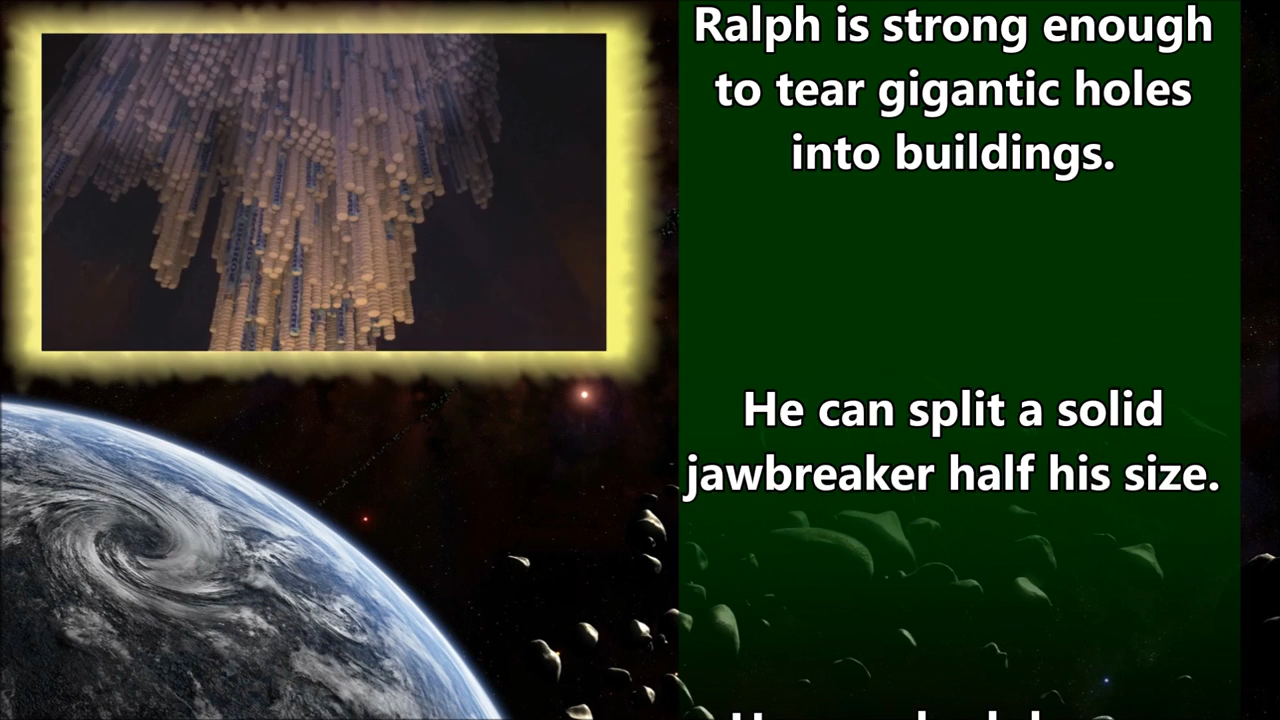 Ralph is strong enough
to tear gigantic holes
into buildings.
He can split a solid
jawbreaker half his size.